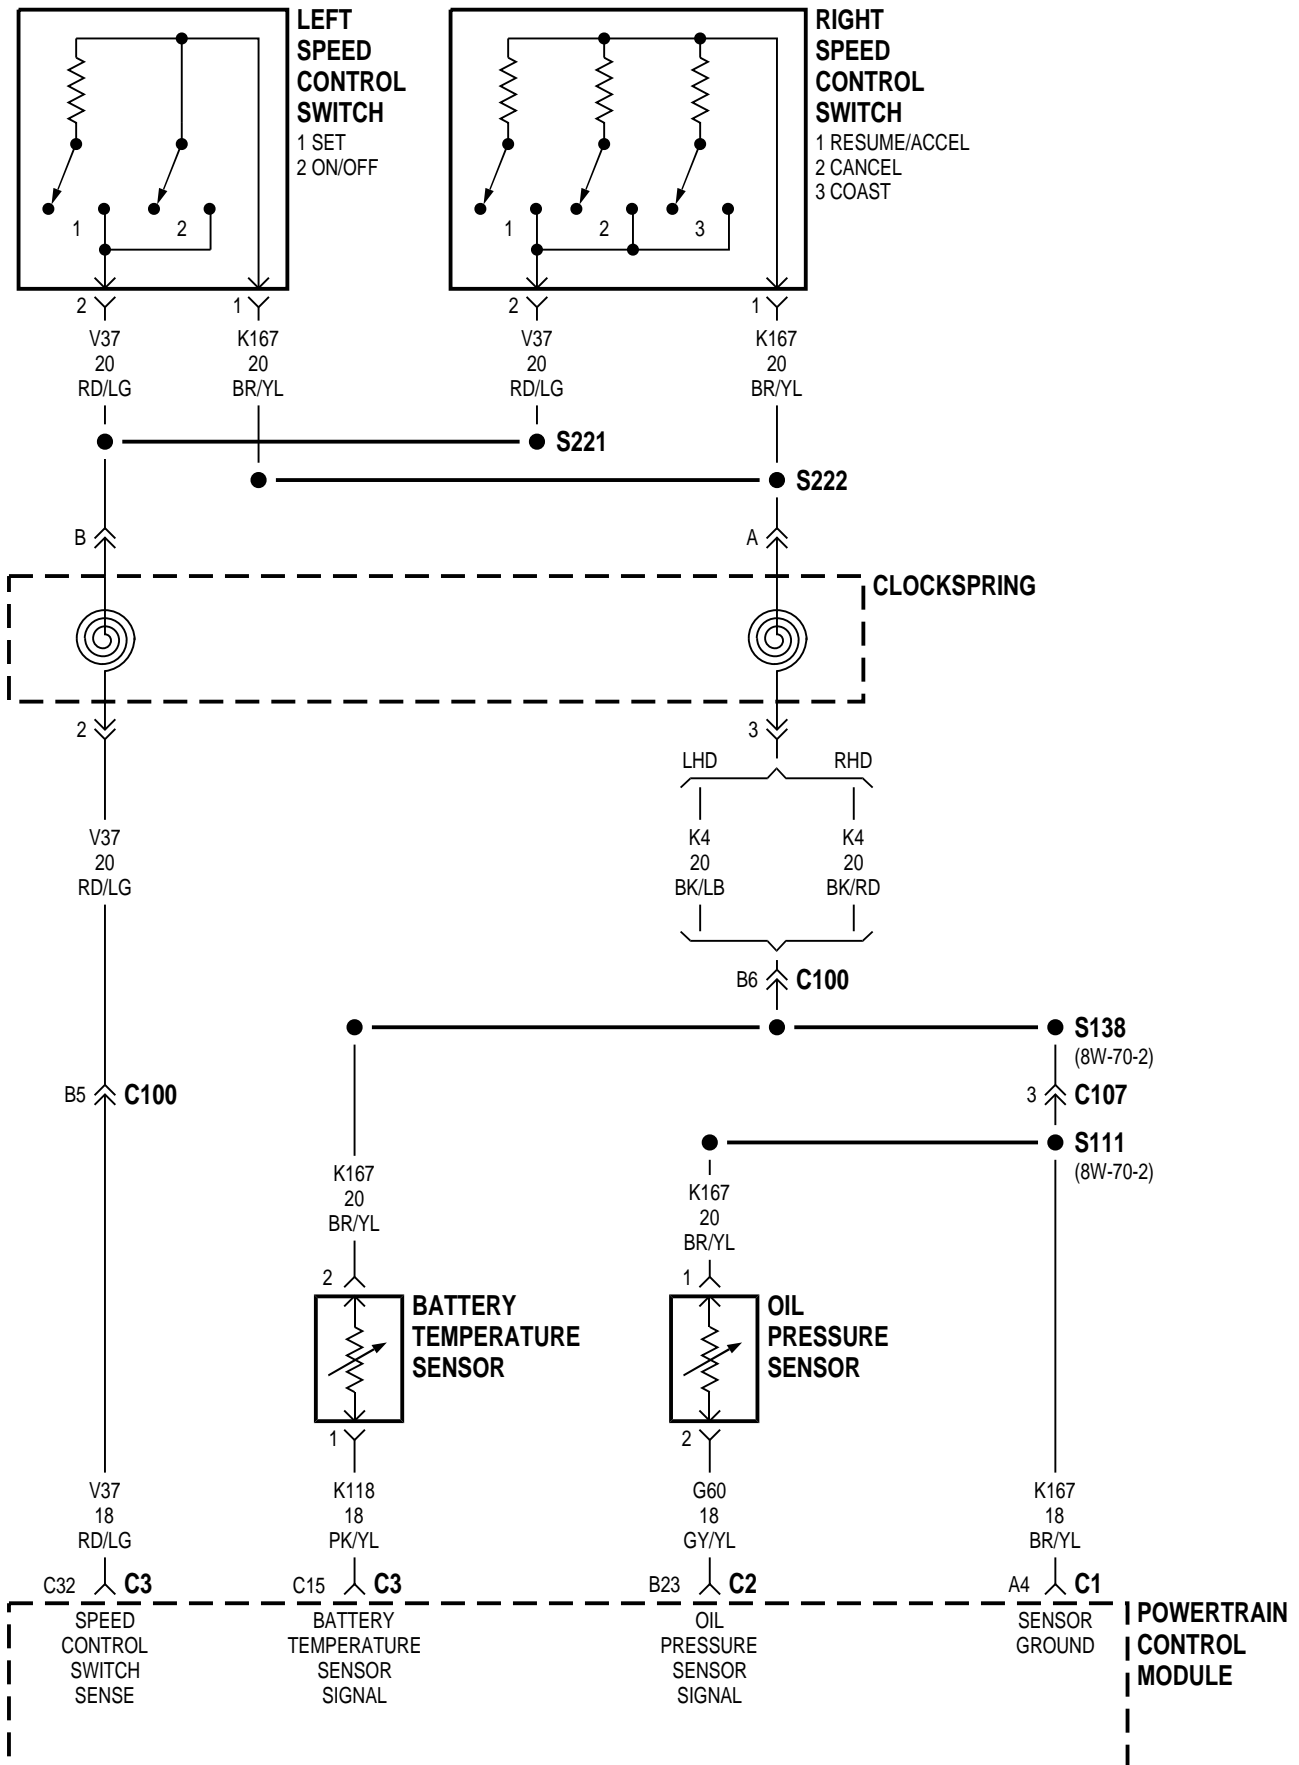 LEFT
SPEED
CONTROL
SWITCH
1 SET
2 ON/OFF
RIGHT
SPEED
CONTROL
SWITCH
1 RESUME/ACCEL
2 CANCEL
3 COAST
1
2
1
2
3
2
1
2
1
V37
20
RD/LG
K167
20
BR/YL
V37
20
RD/LG
K167
20
BR/YL
S221
S222
B
A
CLOCKSPRING
2
3
LHD
RHD
V37
20
RD/LG
K4
20
BK/LB
K4
20
BK/RD
B6
C100
S138
(8W-70-2)
B5
C100
3
C107
S111
(8W-70-2)
K167
20
BR/YL
K167
20
BR/YL
2
BATTERY
TEMPERATURE
SENSOR
1
1
OIL
PRESSURE
SENSOR
2
V37
18
RD/LG
K118
18
PK/YL
G60
18
GY/YL
K167
18
BR/YL
C32
C3
C15
C3
B23
C2
A4
C1
SPEED
CONTROL
SWITCH
SENSE
BATTERY
TEMPERATURE
SENSOR
SIGNAL
OIL
PRESSURE
SENSOR
SIGNAL
SENSOR
GROUND
POWERTRAIN
CONTROL
MODULE